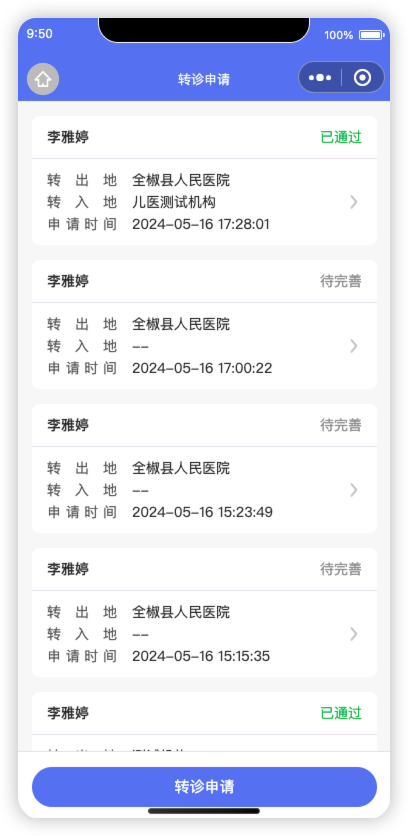 9:50
100%
转诊申请
李雅婷 已通过
转出地 全椒县人民医院
转入地 儿医测试机构
申请时间 2024-05-16 17:28:01
李雅婷 待完善
转出地 全椒县人民医院
转入地 --
申请时间 2024-05-16 17:00:22
李雅婷 待完善
转出地 全椒县人民医院
转入地 --
申请时间 2024-05-16 15:23:49
李雅婷 待完善
转出地 全椒县人民医院
转入地 --
申请时间 2024-05-16 15:15:35
李雅婷 已通过
转诊申请